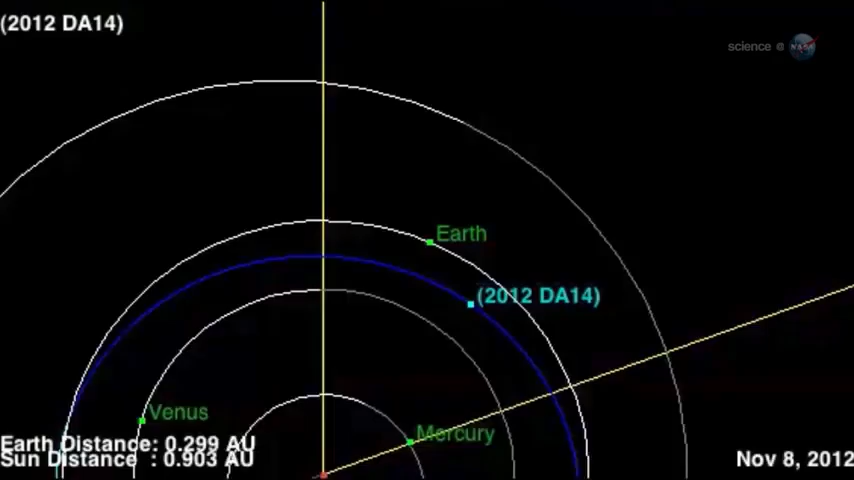 (2012 DA14)
science @ NASA
Earth
(2012 DA14)
Venus
Mercury
Earth Distance: 0.299 AU
Sun Distance : 0.903 AU
Nov 8, 2012